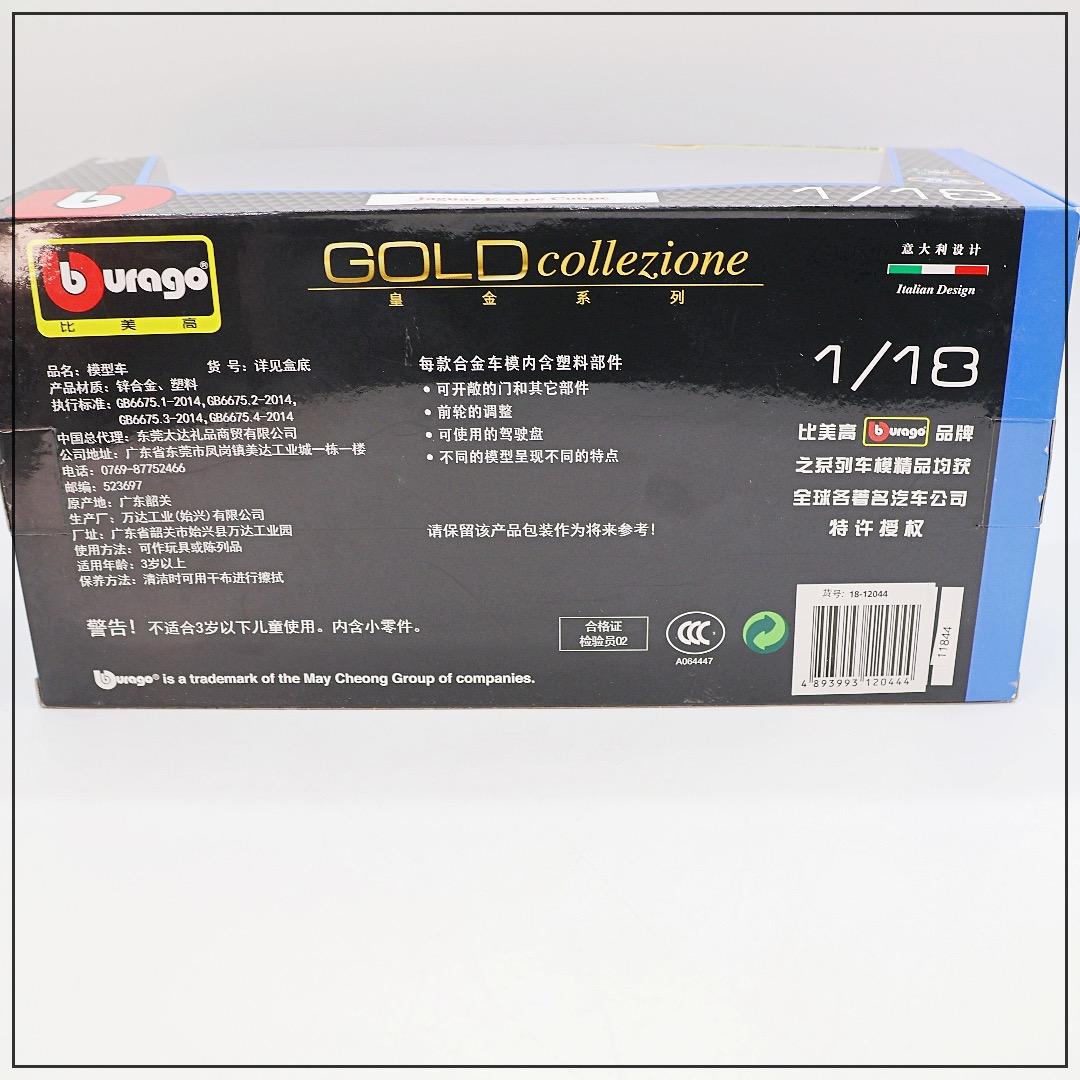 1/18
Jaguar E-type Coupe
burago®
比美高
GOLD collezione
皇金系列
意大利设计
Italian Design
品名：模型车 货 号：详见盒底
产品材质：锌合金、塑料
执行标准：GB6675.1-2014,GB6675.2-2014,
GB6675.3-2014,GB6675.4-2014
中国总代理：东莞太达礼品商贸有限公司
公司地址：广东省东莞市凤岗镇美达工业城一栋一楼
电话：0769-87752466
邮编：523697
原产地：广东韶关
生产厂：万达工业(始兴)有限公司
厂址：广东省韶关市始兴县万达工业园
使用方法：可作玩具或陈列品
适用年龄：3岁以上
保养方法：清洁时可用干布进行擦拭
每款合金车模内含塑料部件
• 可开敞的门和其它部件
• 前轮的调整
• 可使用的驾驶盘
• 不同的模型呈现不同的特点
请保留该产品包装作为将来参考！
1/18
比美高 burago 品牌
之系列车模精品均获
全球各著名汽车公司
特许授权
警告！不适合3岁以下儿童使用。内含小零件。
burago® is a trademark of the May Cheong Group of companies.
合格证
检验员02
CCC
A064447
货号：18-12044
4 893993 120444
11844